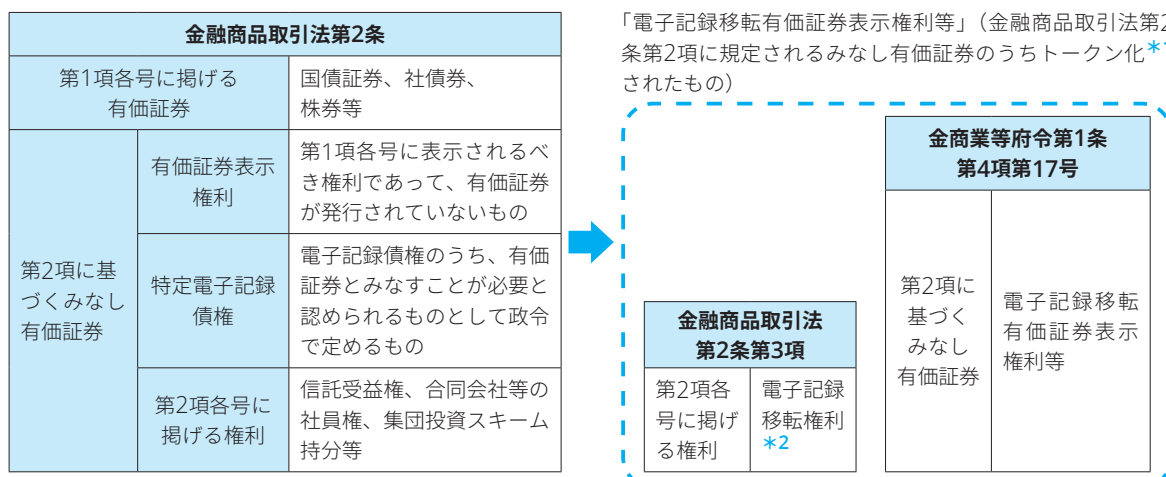 金融商品取引法第2条
第1項各号に掲げる
有価証券
国債証券、社債券、
株券等
第2項に基
づくみなし
有価証券
有価証券表示
権利
第1項各号に表示されるべ
き権利であって、有価証券
が発行されていないもの
特定電子記録
債権
電子記録債権のうち、有価
証券とみなすことが必要と
認められるものとして政令
で定めるもの
第2項各号に
掲げる権利
信託受益権、合同会社等の
社員権、集団投資スキーム
持分等
「電子記録移転有価証券表示権利等」（金融商品取引法第2
条第2項に規定されるみなし有価証券のうちトークン化*1
されたもの）
金融商品取引法
第2条第3項
第2項各
号に掲げ
る権利
電子記録
移転権利
*2
金商業等府令第1条
第4項第17号
第2項に
基づく
みなし
有価証券
電子記録移転
有価証券表示
権利等